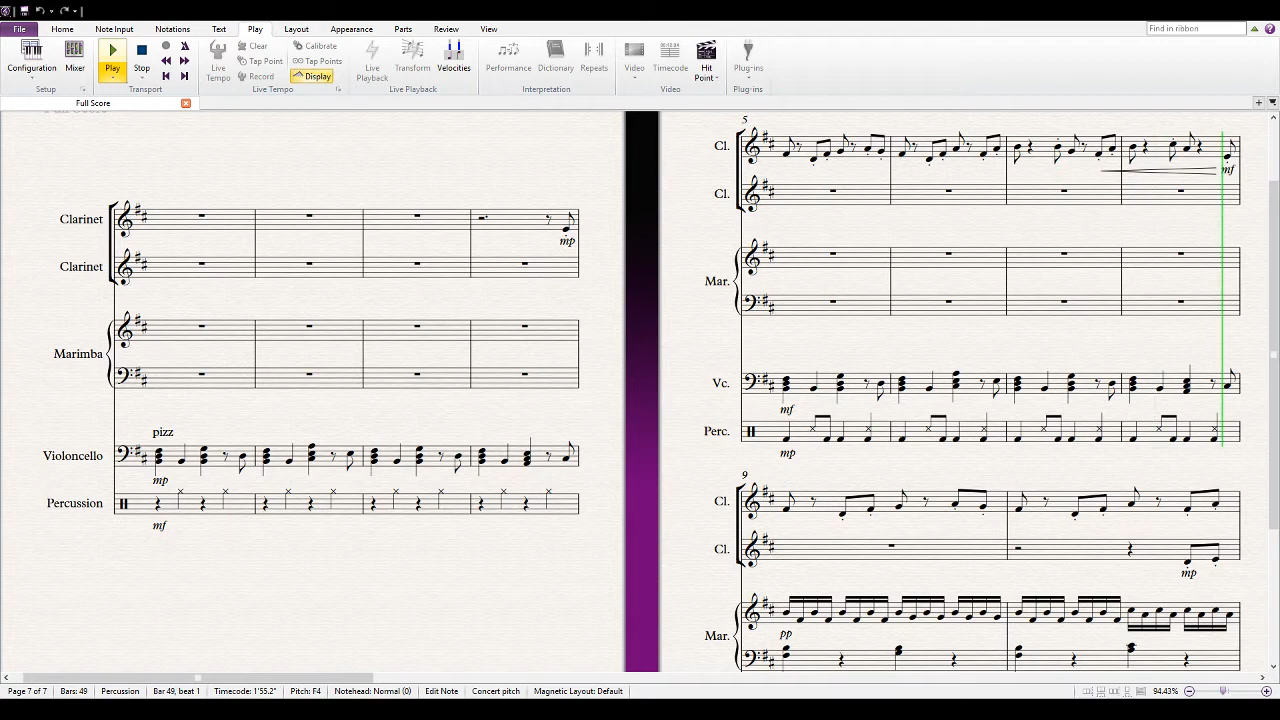 File Home Note Input Notations Text Play Layout Appearance Parts Review View Find in ribbon
Configuration Mixer Play Stop Live Tempo Clear Tap Point Record Calibrate Tap Points Display Live Playback Transform Velocities Performance Dictionary Repeats Video Timecode Hit Point Plug-ins
Setup Transport Live Tempo Live Playback Interpretation Video Plug-ins
Full Score
Full Score
Clarinet
mp
Clarinet
Marimba
pizz
Violoncello
mp
Percussion
mf
5
Cl.
mf
Cl.
Mar.
Vc.
mf
Perc.
mp
9
Cl.
Cl.
mp
Mar.
pp
Page 7 of 7 Bars: 49 Percussion Bar 49, beat 1 Timecode: 1'55.2" Pitch: F4 Notehead: Normal (0) Edit Note Concert pitch Magnetic Layout: Default 94.43%